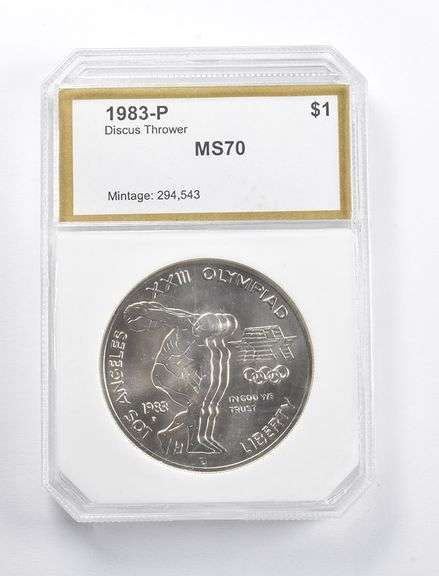 1983-P
$1
Discus Thrower
MS70
Mintage: 294,543
LOS ANGELES XXIII OLYMPIAD
1983
P
IN GOD WE
TRUST
LIBERTY